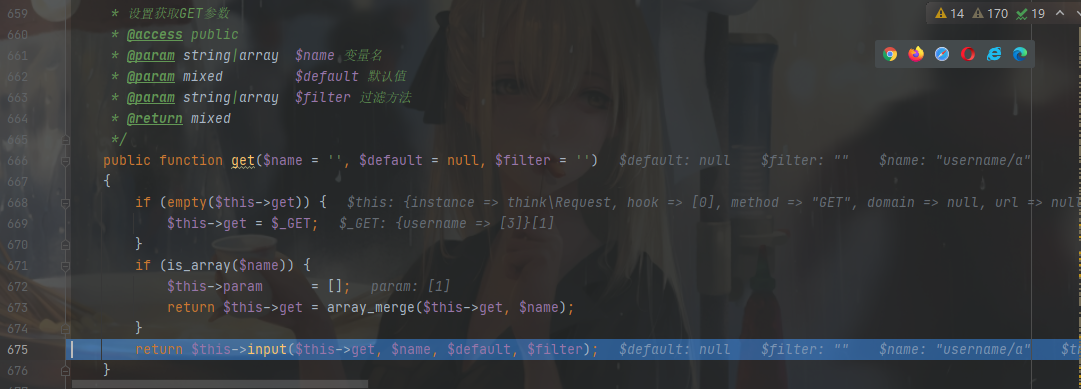 659 * 设置获取GET参数
14 170 19
660 * @access public
661 * @param string|array $name 变量名
662 * @param mixed $default 默认值
663 * @param string|array $filter 过滤方法
664 * @return mixed
665 */
666 public function get($name = '', $default = null, $filter = '') $default: null $filter: "" $name: "username/a"
667 {
668 if (empty($this->get)) { $this: {instance => think\Request, hook => [0], method => "GET", domain => null, url => null
669 $this->get = $_GET; $_GET: {username => [3]}[1]
670 }
671 if (is_array($name)) {
672 $this->param = []; param: [1]
673 return $this->get = array_merge($this->get, $name);
674 }
675 return $this->input($this->get, $name, $default, $filter); $default: null $filter: "" $name: "username/a" $th
676 }